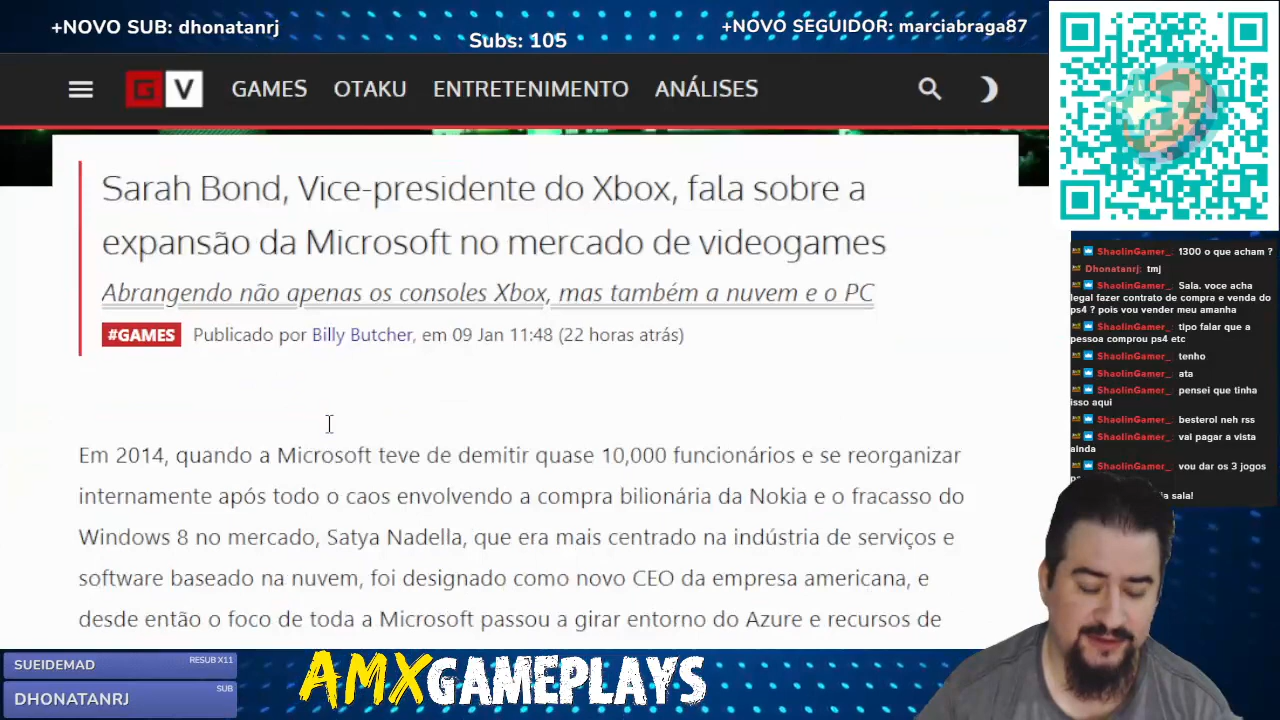 +NOVO SUB: dhonatanrj
Subs: 105
+NOVO SEGUIDOR: marciabraga87
GV
GAMES
OTAKU
ENTRETENIMENTO
ANÁLISES
Sarah Bond, Vice-presidente do Xbox, fala sobre a
expansão da Microsoft no mercado de videogames
Abrangendo não apenas os consoles Xbox, mas também a nuvem e o PC
#GAMES Publicado por Billy Butcher, em 09 Jan 11:48 (22 horas atrás)
Em 2014, quando a Microsoft teve de demitir quase 10,000 funcionários e se reorganizar
internamente após todo o caos envolvendo a compra bilionária da Nokia e o fracasso do
Windows 8 no mercado, Satya Nadella, que era mais centrado na indústria de serviços e
software baseado na nuvem, foi designado como novo CEO da empresa americana, e
desde então o foco de toda a Microsoft passou a girar entorno do Azure e recursos de
ShaolinGamer_: 1300 o que acham ?
Dhonatanrj: tmj
ShaolinGamer_: Sala. voce acha
legal fazer contrato de compra e venda do
ps4 ? pois vou vender meu amanha
ShaolinGamer_: tipo falar que a
pessoa comprou ps4 etc
ShaolinGamer_: tenho
ShaolinGamer_: ata
ShaolinGamer_: pensei que tinha
isso aqui
ShaolinGamer_: besterol neh rss
ShaolinGamer_: vai pagar a vista
ainda
ShaolinGamer_: vou dar os 3 jogos
sala!
SUEIDEMAD RESUB X11
DHONATANRJ SUB
AMXGAMEPLAYS